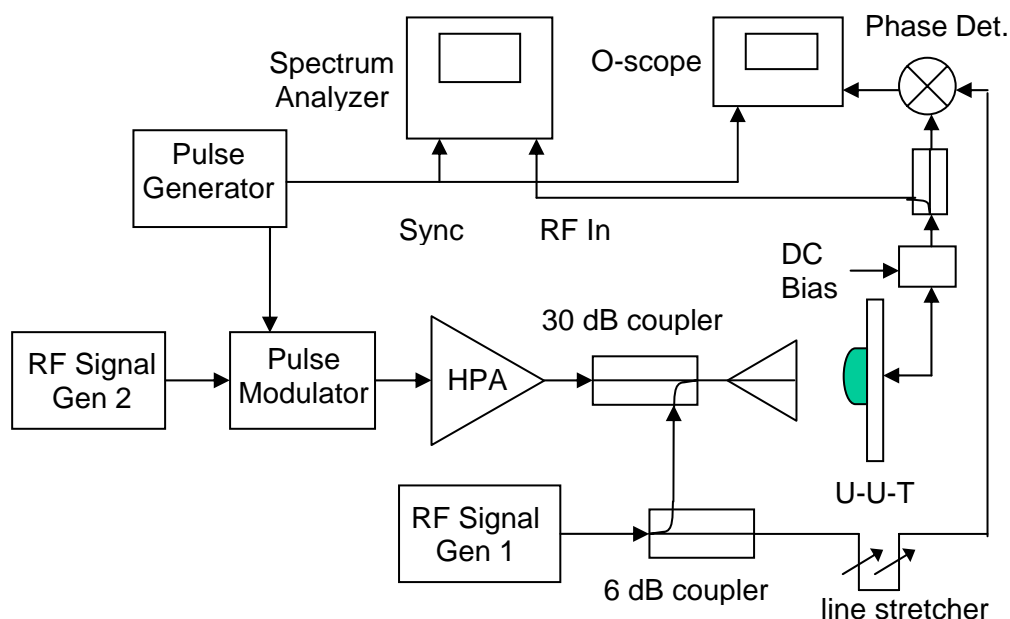 Phase Det.
O-scope
Spectrum
Analyzer
Pulse
Generator
Sync
RF In
DC
Bias
30 dB coupler
RF Signal
Gen 2
Pulse
Modulator
HPA
U-U-T
RF Signal
Gen 1
6 dB coupler
line stretcher